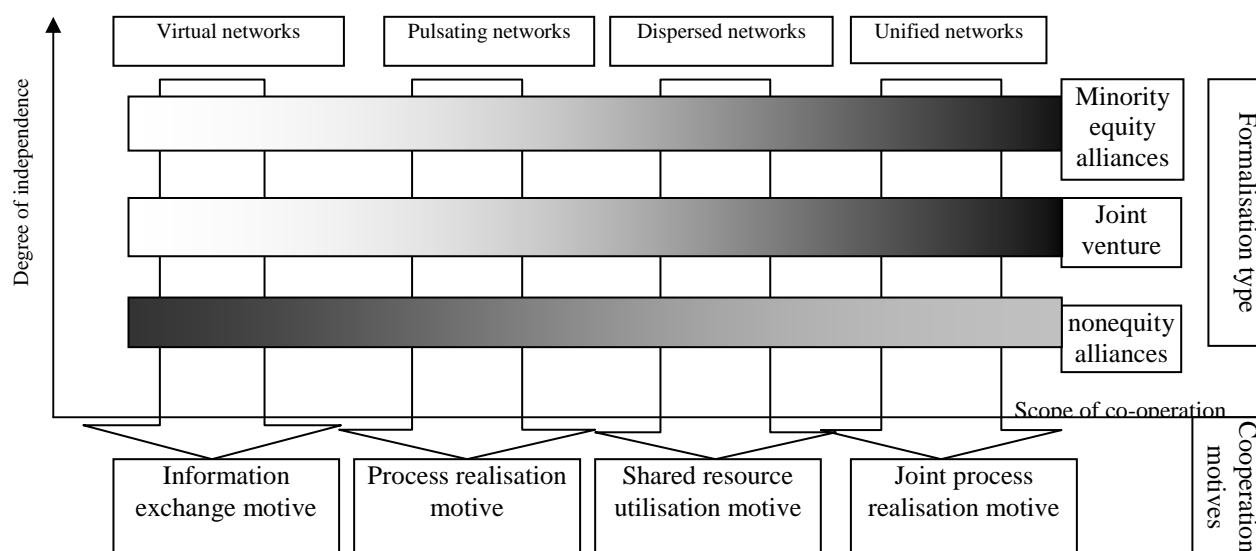 Virtual networks
Pulsating networks
Dispersed networks
Unified networks
Degree of independence
Minority
equity
alliances
Joint
venture
nonequity
alliances
Formalisation type
Scope of co-operation
Information
exchange motive
Process realisation
motive
Shared resource
utilisation motive
Joint process
realisation motive
Cooperation
motives